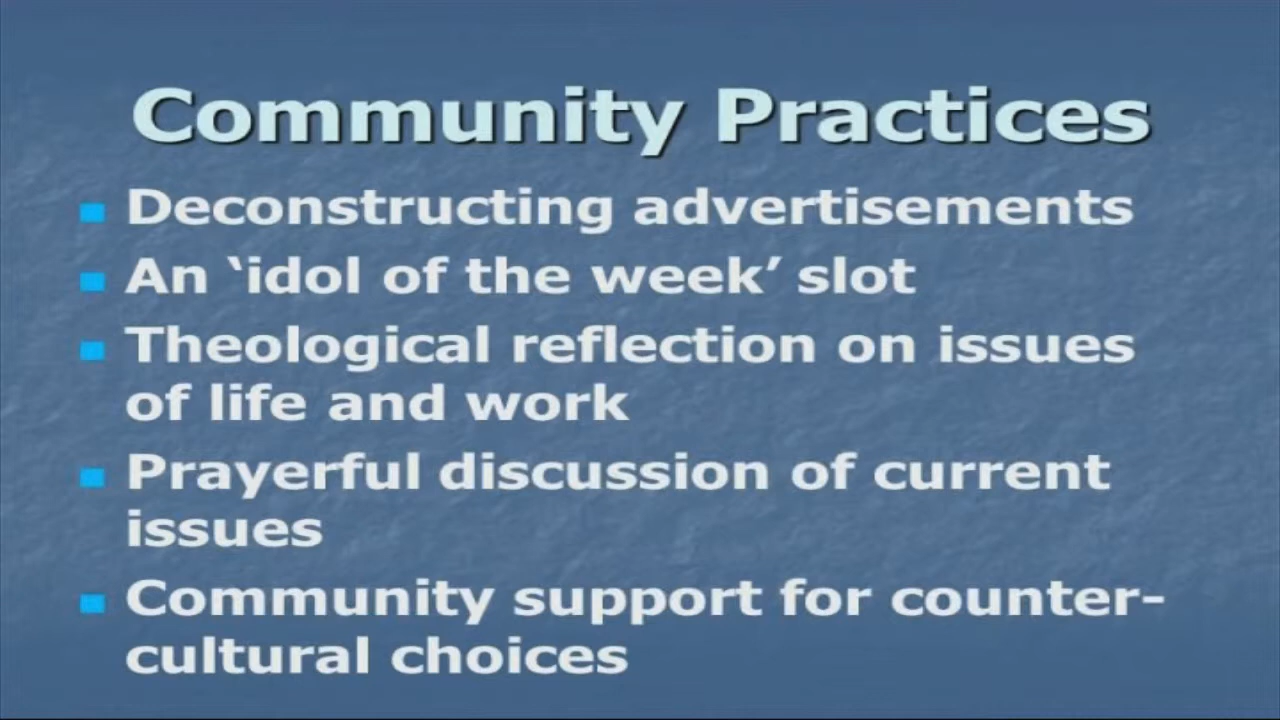 Community Practices
Deconstructing advertisements
An ‘idol of the week’ slot
Theological reflection on issues
of life and work
Prayerful discussion of current
issues
Community support for counter-
cultural choices